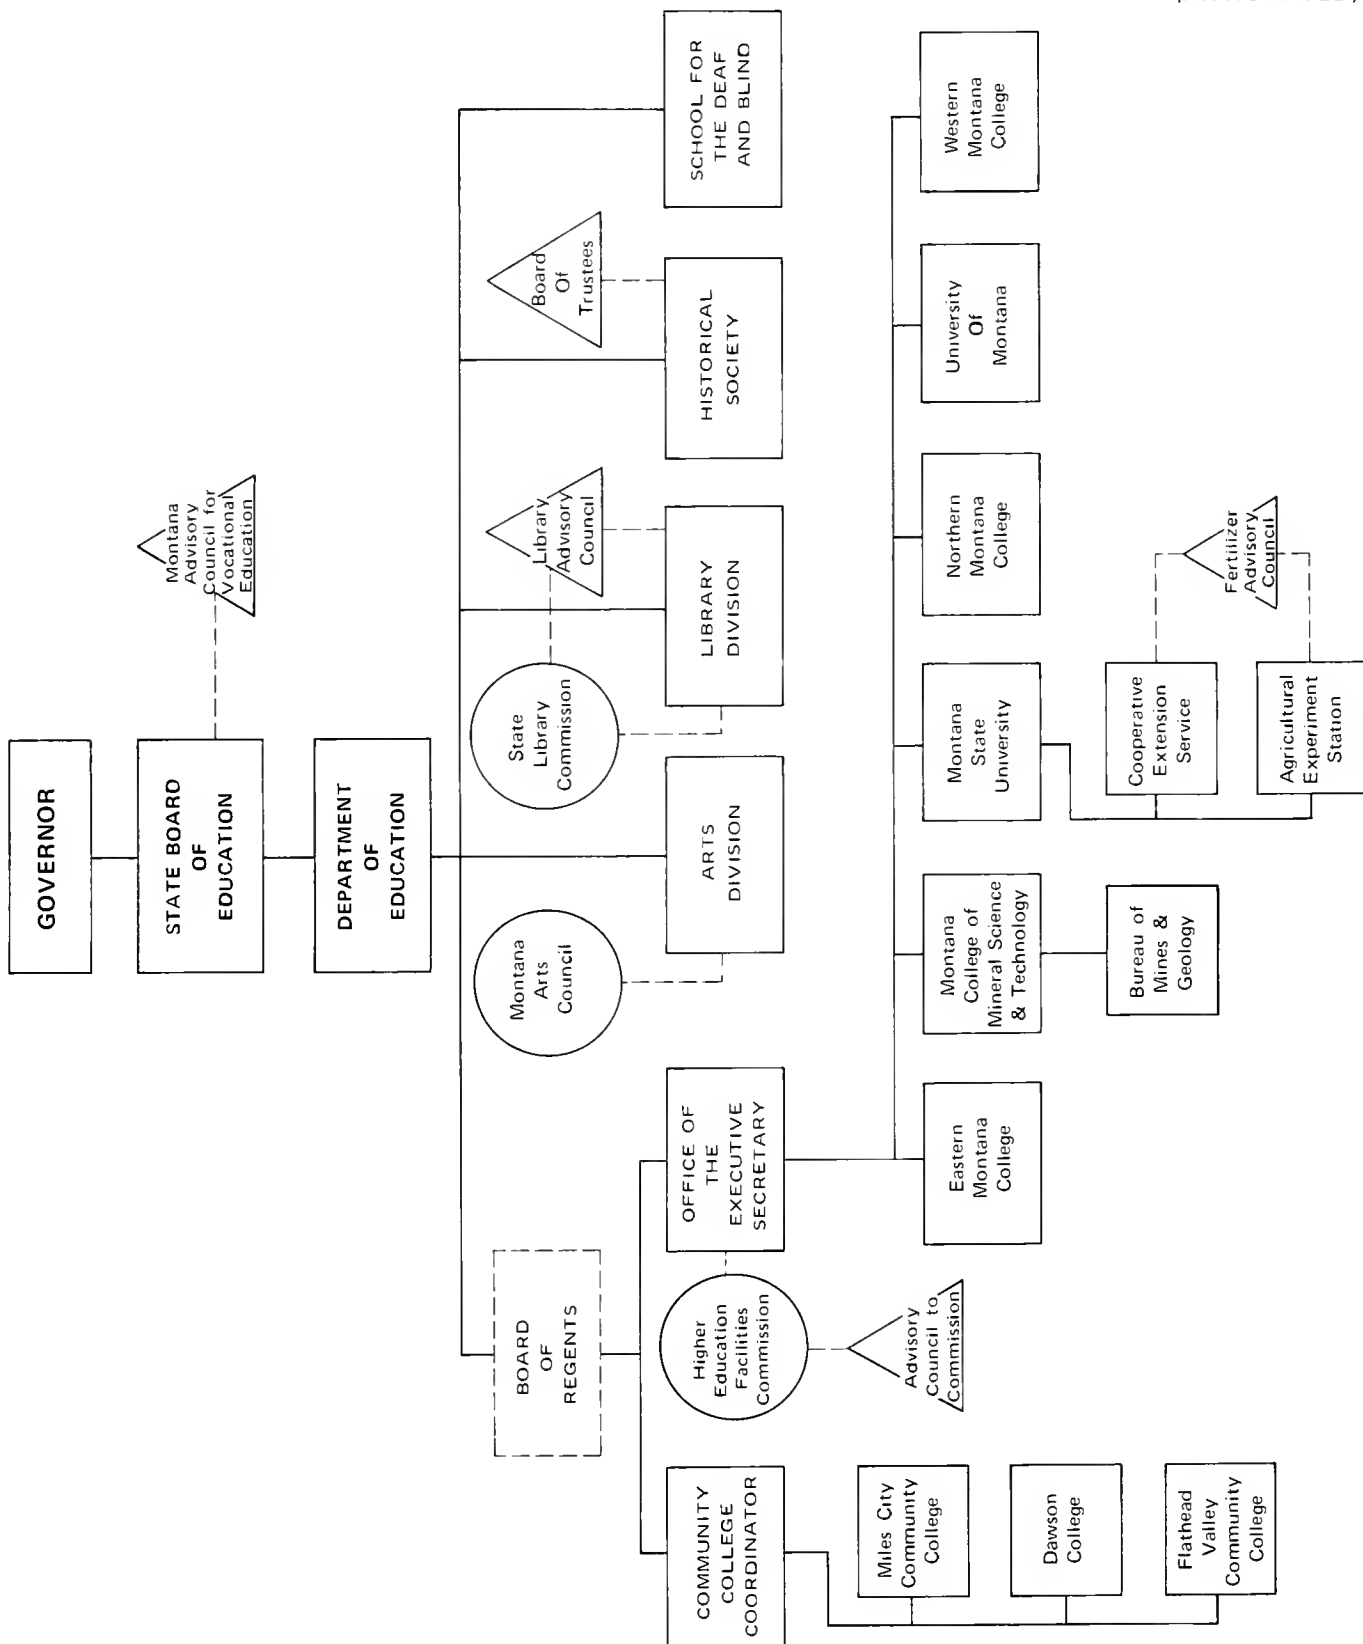 GOVERNOR
STATE BOARD
OF
EDUCATION
Montana
Advisory
Council for
Vocational
Education
DEPARTMENT
OF
EDUCATION
BOARD
OF
REGENTS
Montana
Arts
Council
State
Library
Commission
Library
Advisory
Council
Board
Of
Trustees
COMMUNITY
COLLEGE
COORDINATOR
Higher
Education
Facilities
Commission
OFFICE OF
THE
EXECUTIVE
SECRETARY
ARTS
DIVISION
LIBRARY
DIVISION
HISTORICAL
SOCIETY
SCHOOL FOR
THE DEAF
AND BLIND
Miles City
Community
College
Dawson
College
Flathead
Valley
Community
College
Advisory
Council to
Commission
Eastern
Montana
College
Montana
College of
Mineral Science
& Technology
Montana
State
University
Northern
Montana
College
University
Of
Montana
Western
Montana
College
Bureau of
Mines &
Geology
Cooperative
Extension
Service
Agricultural
Experiment
Station
Fertilizer
Advisory
Council